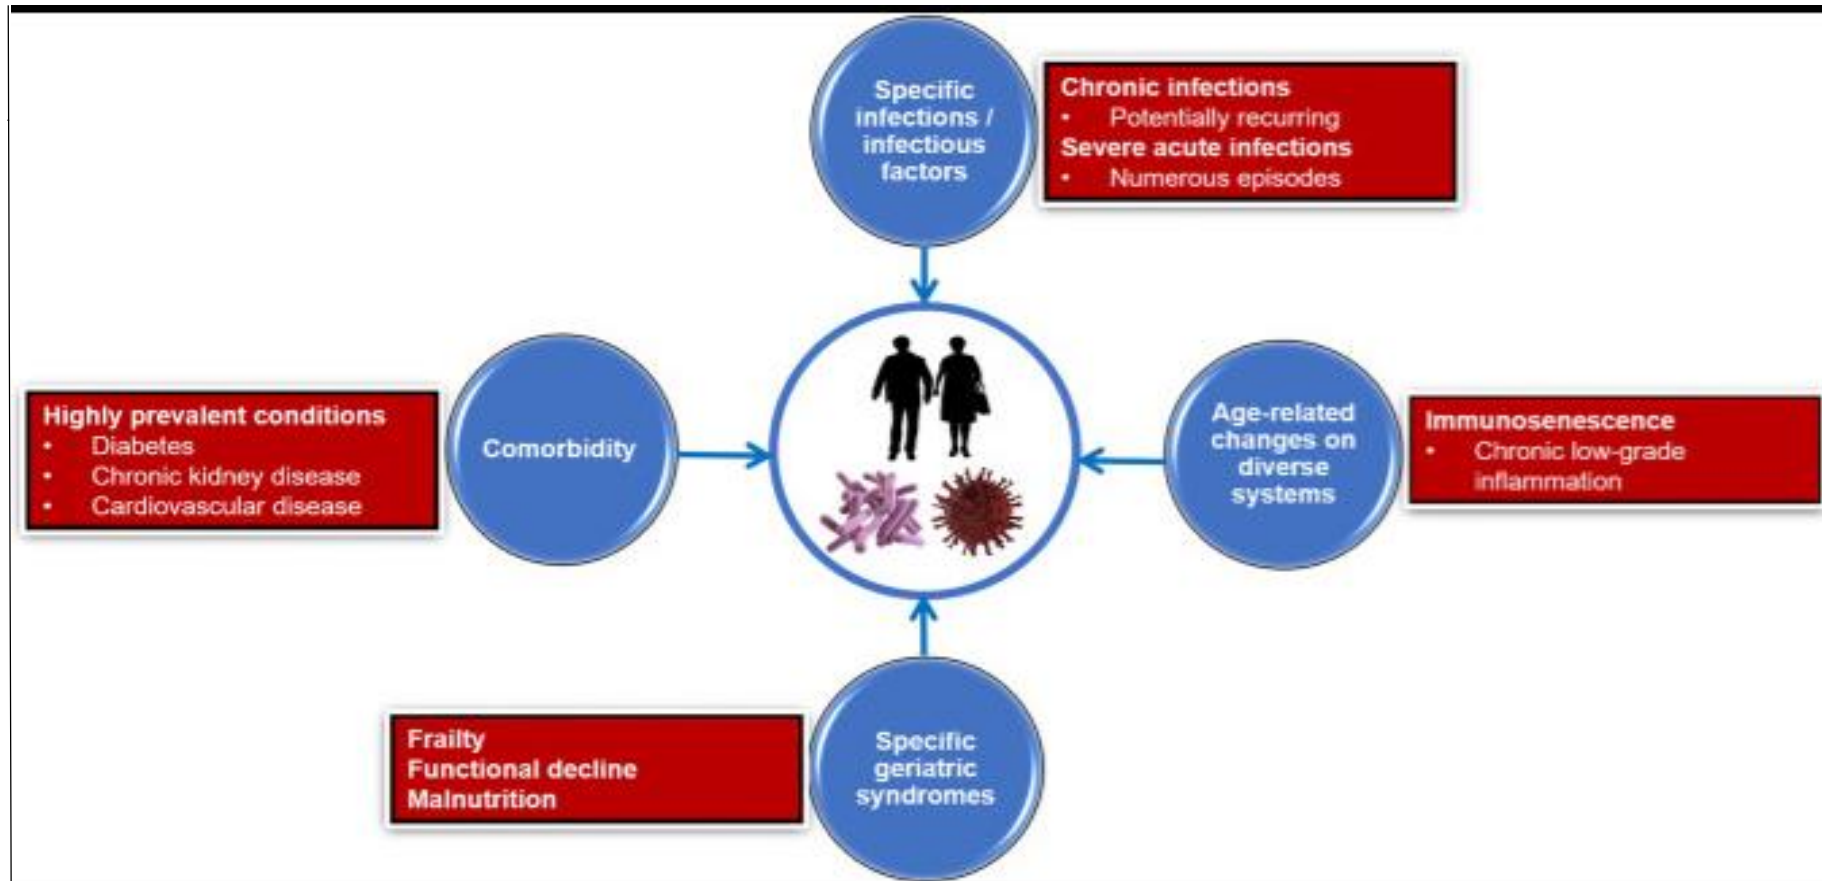 Specific
infections /
infectious
factors
Chronic infections
• Potentially recurring
Severe acute infections
• Numerous episodes
Highly prevalent conditions
• Diabetes
• Chronic kidney disease
• Cardiovascular disease
Comorbidity
Age-related
changes on
diverse
systems
Immunosenescence
• Chronic low-grade
inflammation
Frailty
Functional decline
Malnutrition
Specific
geriatric
syndromes